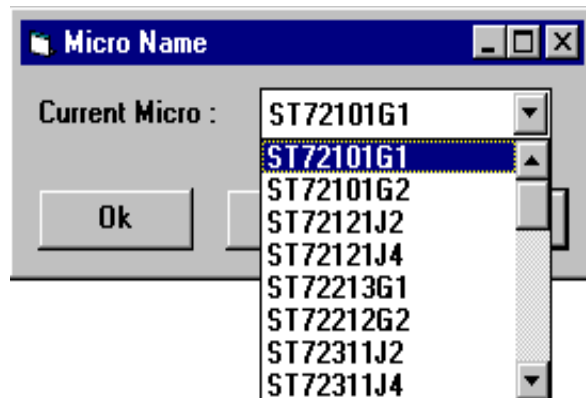 Micro Name
Current Micro : ST72101G1
ST72101G1
ST72101G2
Ok
ST72121J2
ST72121J4
ST72213G1
ST72212G2
ST72311J2
ST72311J4